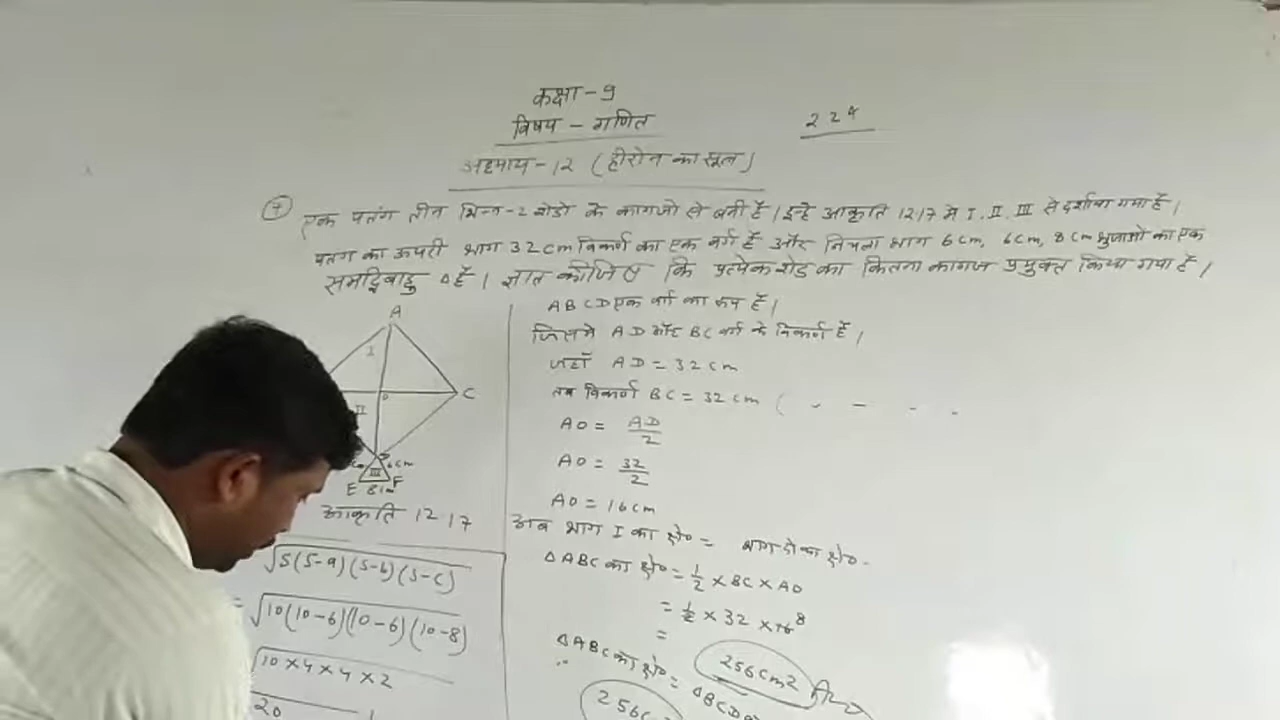 कक्षा - 9
विषय - गणित
224
अध्याय - 12 (हीरोन का सूत्र)
7 एक पतंग तीन भिन्न-2 शेडो के कागजो से बनी है। इन्हे आकृति 12.17 मे I, II, III से दर्शाया गया है।
पतंग का ऊपरी भाग 32 cm विकर्ण का एक वर्ग है और निचला भाग 6 cm, 6 cm, 8 cm भुजाओ का एक
समद्विबाहु Δ है। ज्ञात कीजिए कि प्रत्येक शेड का कितना कागज प्रयुक्त किया गया है।
A
I
O
C
II
D
6cm
III
E 8cm F
आकृति 12.17
√s(s-a)(s-b)(s-c)
= √10(10-6)(10-6)(10-8)
√10×4×4×2
20
ABCD एक वर्ग का रूप है।
जिसमे AD और BC वर्ग के विकर्ण है।
जहाँ AD = 32 cm
तब विकर्ण BC = 32 cm (
AO = AD/2
AO = 32/2
AO = 16 cm
अब भाग I का क्षे० = भाग II का क्षे०
ΔABC का क्षे० = 1/2 × BC × AO
= 1/2 × 32 × 16 8
=
256 cm2
∴ ΔABC का क्षे० = ΔBCD
256c